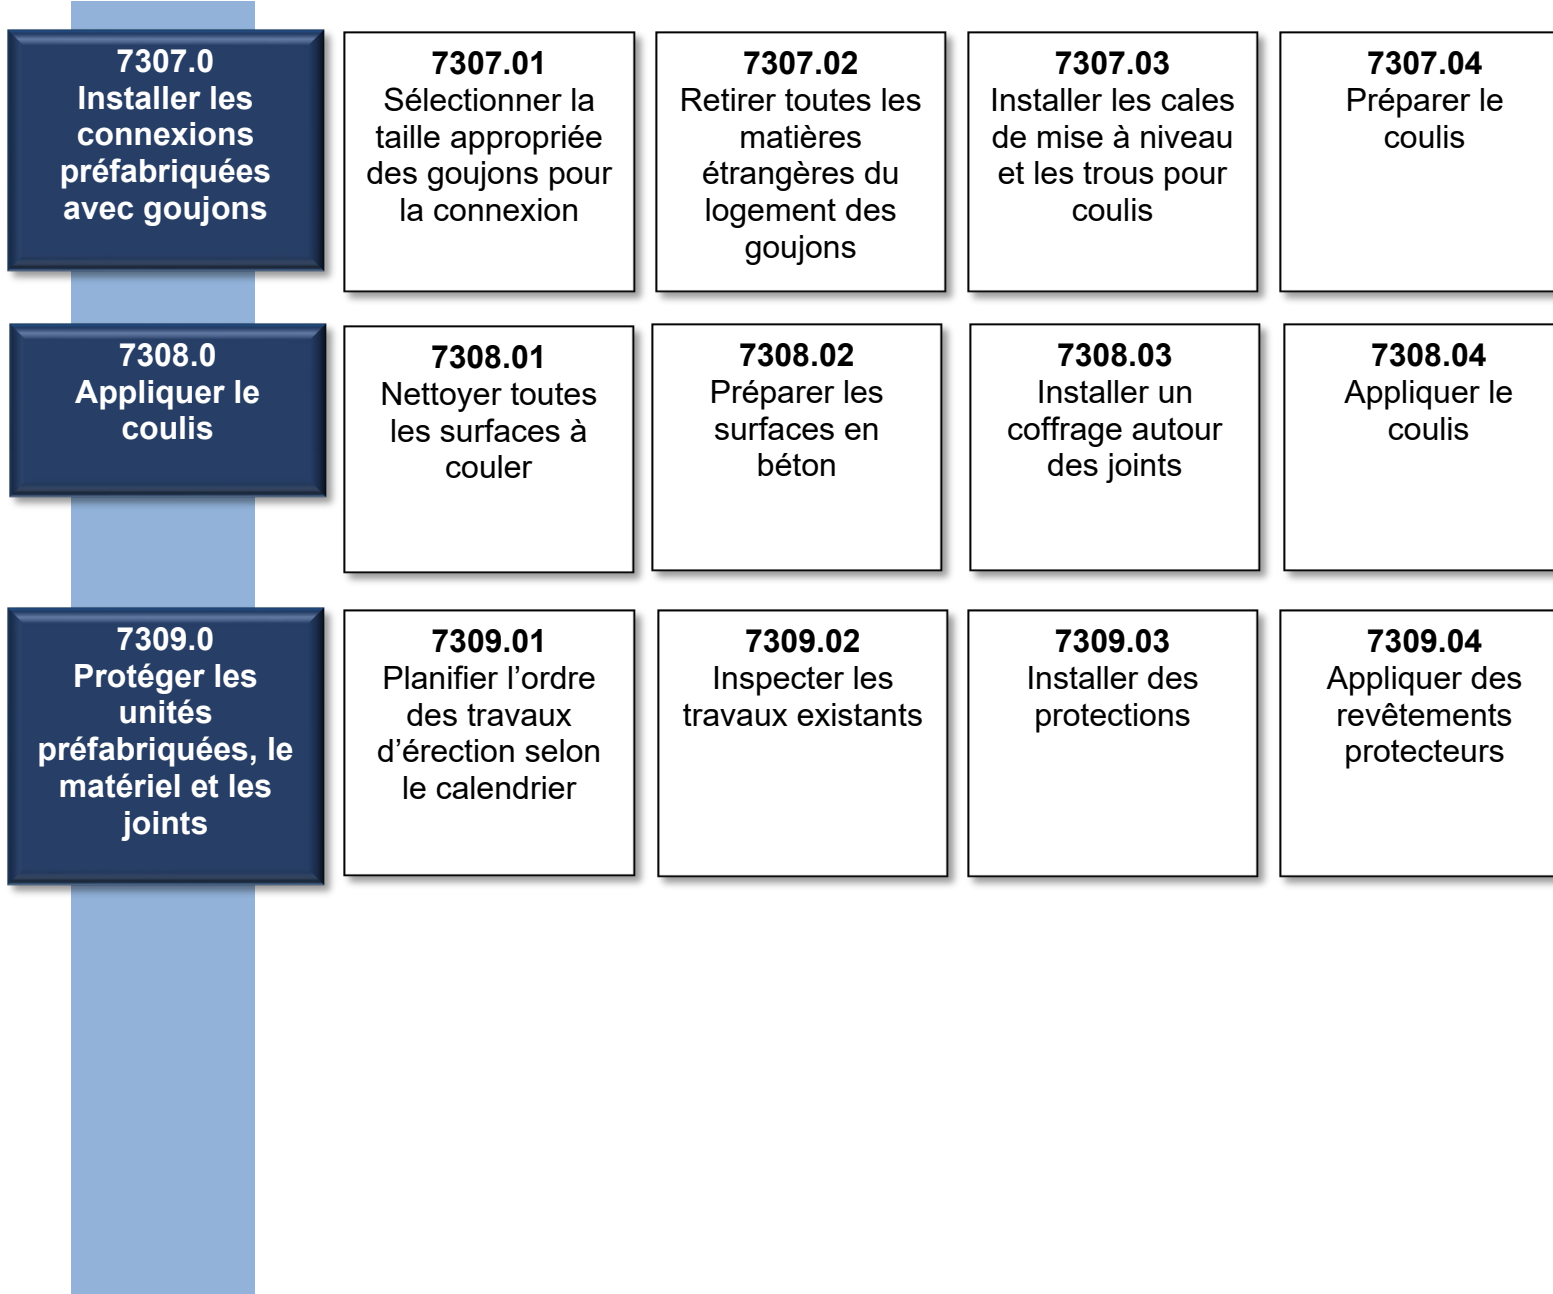 7307.0
Installer les
connexions
préfabriquées
avec goujons
7307.01
Sélectionner la
taille appropriée
des goujons pour
la connexion
7307.02
Retirer toutes les
matières
étrangères du
logement des
goujons
7307.03
Installer les cales
de mise à niveau
et les trous pour
coulis
7307.04
Préparer le
coulis
7308.0
Appliquer le
coulis
7308.01
Nettoyer toutes
les surfaces à
couler
7308.02
Préparer les
surfaces en
béton
7308.03
Installer un
coffrage autour
des joints
7308.04
Appliquer le
coulis
7309.0
Protéger les
unités
préfabriquées, le
matériel et les
joints
7309.01
Planifier l’ordre
des travaux
d’érection selon
le calendrier
7309.02
Inspecter les
travaux existants
7309.03
Installer des
protections
7309.04
Appliquer des
revêtements
protecteurs